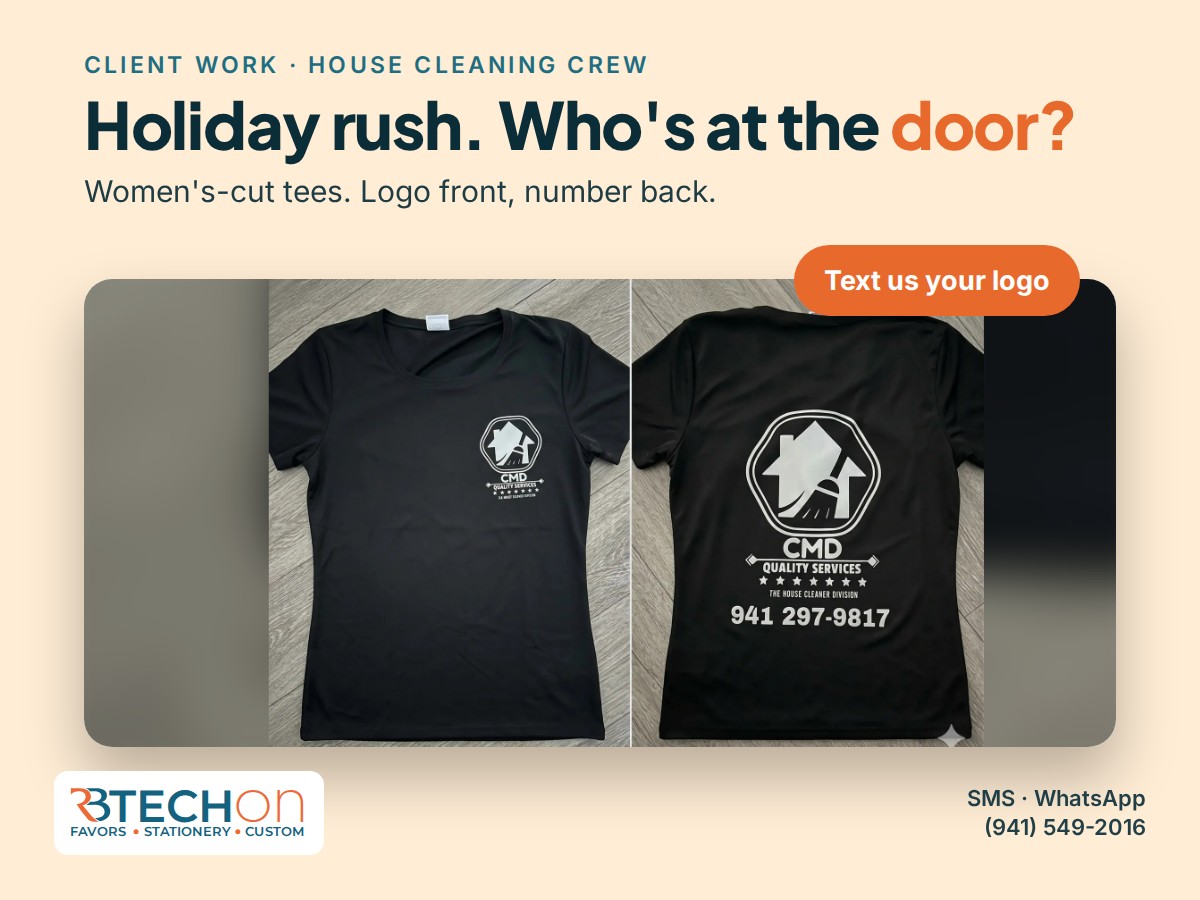 CLIENT WORK · HOUSE CLEANING CREW
Holiday rush. Who's at the door?
Women's-cut tees. Logo front, number back.
Text us your logo
CMD
QUALITY SERVICES
CMD
QUALITY SERVICES
THE HOUSE CLEANER DIVISION
941 297-9817
RBTECHon
FAVORS • STATIONERY • CUSTOM
SMS · WhatsApp
(941) 549-2016